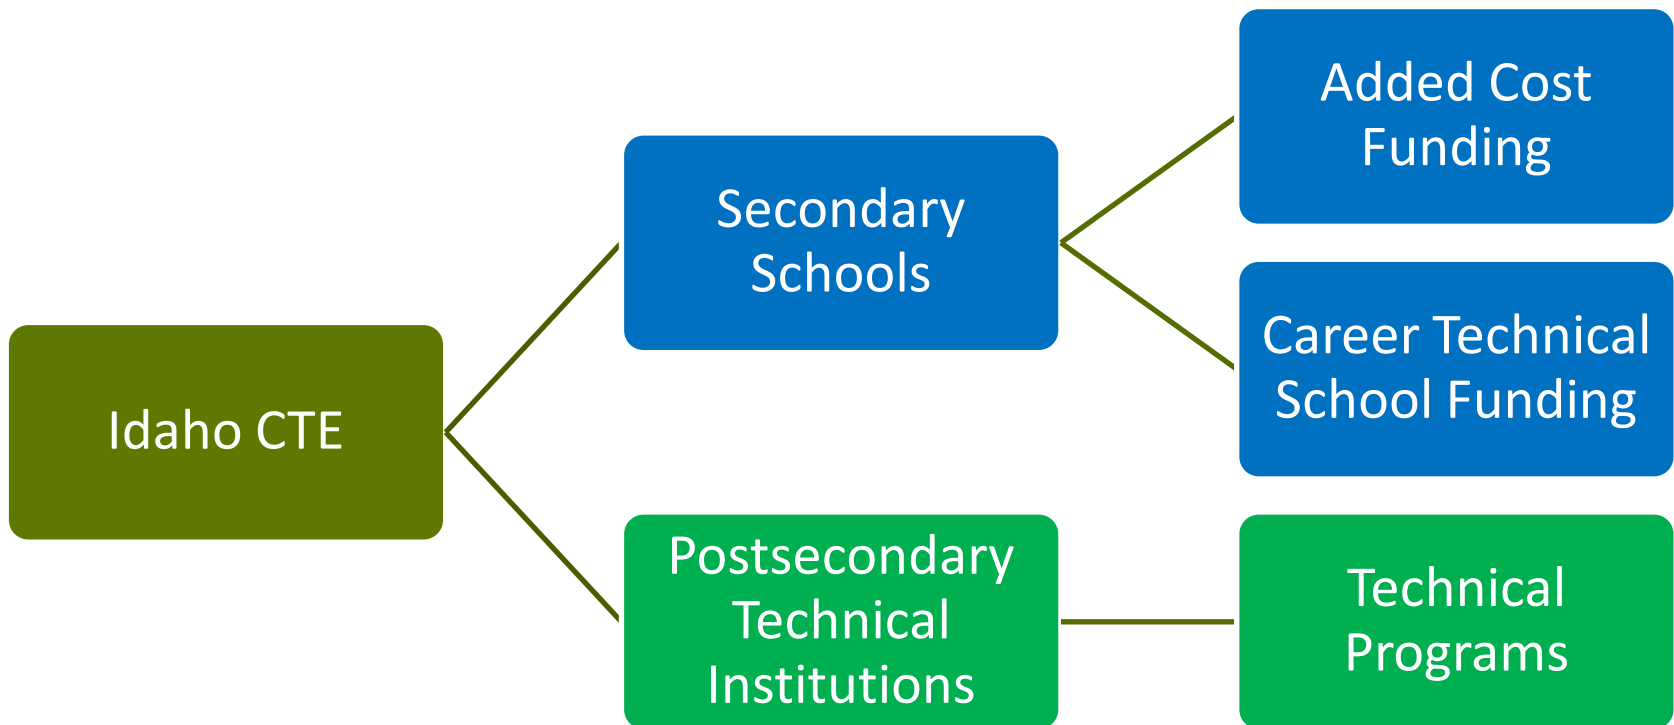 Idaho CTE
Secondary
Schools
Added Cost
Funding
Career Technical
School Funding
Postsecondary
Technical
Institutions
Technical
Programs